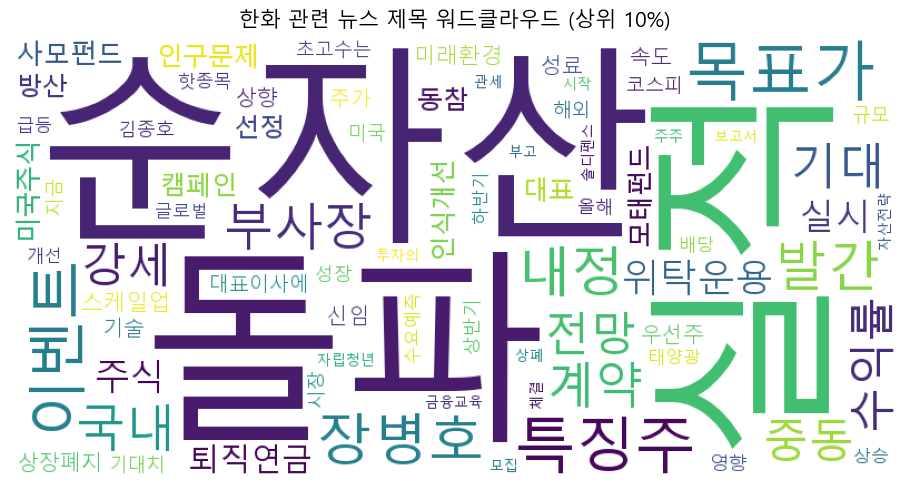 한화 관련 뉴스 제목 워드클라우드 (상위 10%)
사모펀드
인구문제
초고수는
미래환경
성료
속도
목표가
방산
핫종목
상향
주가
동참
관세
시작
해외
코스피
규모
급등
김종호
선정
미국
부고
솔디펜스
주주
보고서
순자산
실적
미국주식
지금
캠페인
글로벌
부사장
인식개선
하반기
대표
올해
모태펀드
기대
실시
자산전략
개선
강세
대표이사에
성장
투자의
내정
위탁운용
배당
발간
이벤트
스케일업
기술
돌파
신임
수요예측
상반기
전망
우선주
태양광
수익률
주식
시장
자립청년
상폐
계약
국내
금융교육
체결
상장폐지
기대치
퇴직연금
장병호
모집
특징주
중동
영향
상승